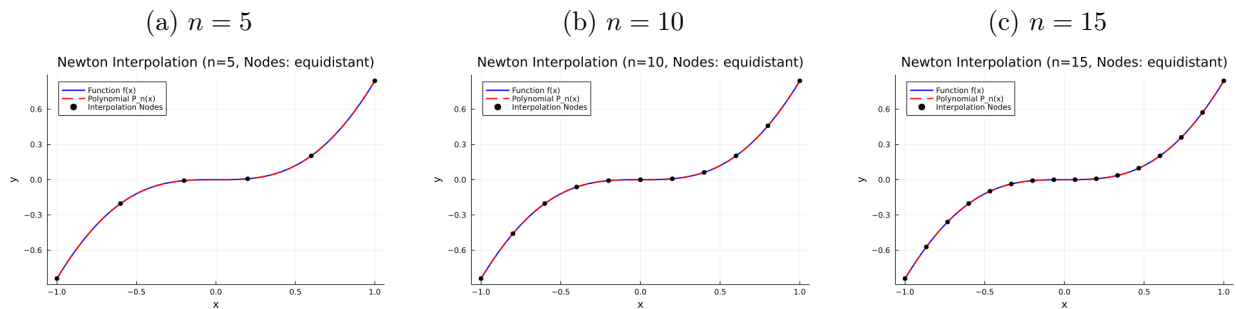 (a) n = 5
Newton Interpolation (n=5, Nodes: equidistant)
Function f(x)
Polynomial P_n(x)
Interpolation Nodes
0.6
0.3
0.0
−0.3
−0.6
y
−1.0 −0.5 0.0 0.5 1.0
x
(b) n = 10
Newton Interpolation (n=10, Nodes: equidistant)
Function f(x)
Polynomial P_n(x)
Interpolation Nodes
0.6
0.3
0.0
−0.3
−0.6
y
−1.0 −0.5 0.0 0.5 1.0
x
(c) n = 15
Newton Interpolation (n=15, Nodes: equidistant)
Function f(x)
Polynomial P_n(x)
Interpolation Nodes
0.6
0.3
0.0
−0.3
−0.6
y
−1.0 −0.5 0.0 0.5 1.0
x